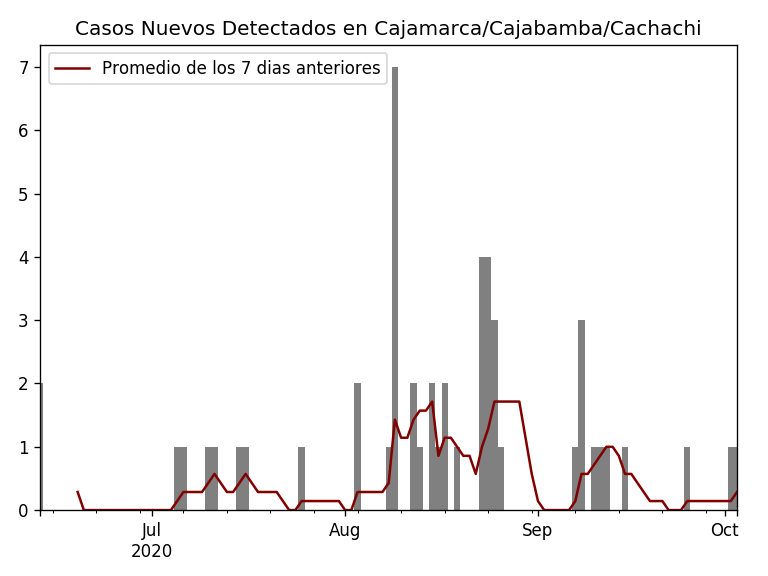 Casos Nuevos Detectados en Cajamarca/Cajabamba/Cachachi
Promedio de los 7 dias anteriores
7
6
5
4
3
2
1
0
Jul
2020
Aug
Sep
Oct